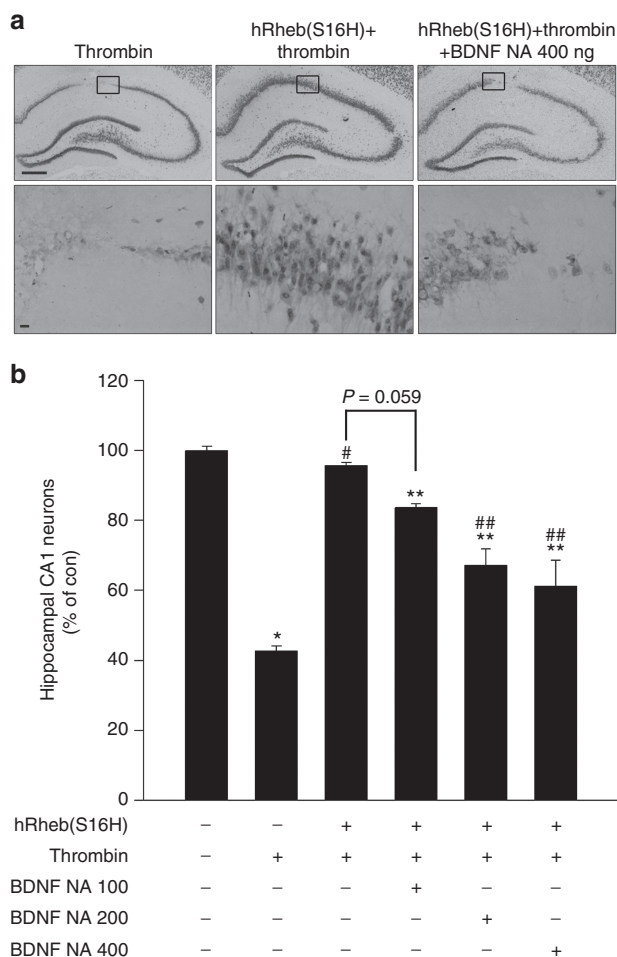 a
Thrombin
hRheb(S16H)+
thrombin
hRheb(S16H)+thrombin
+BDNF NA 400 ng
b
Hippocampal CA1 neurons
(% of con)
120
100
80
60
40
20
0
P = 0.059
*
#
**
##
**
##
**
hRheb(S16H) – – + + + +
Thrombin – + + + + +
BDNF NA 100 – – – + – –
BDNF NA 200 – – – – + –
BDNF NA 400 – – – – – +